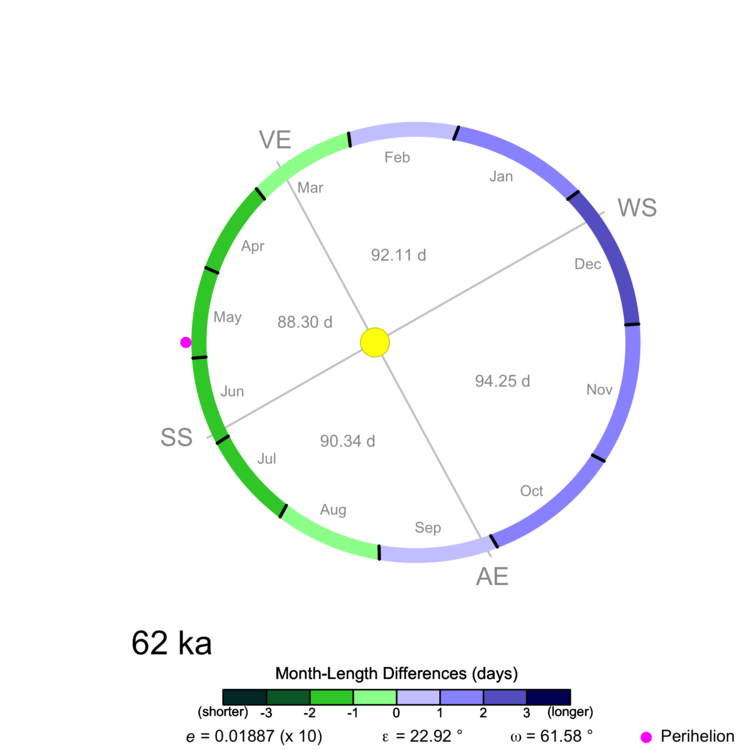 VE
Feb
Jan
Mar
WS
Apr
92.11 d
Dec
May
88.30 d
94.25 d
Jun
Nov
SS
90.34 d
Jul
Oct
Aug
Sep
AE
62 ka
Month-Length Differences (days)
(shorter) -3 -2 -1 0 1 2 3 (longer)
e = 0.01887 (x 10) ε = 22.92 ° ω = 61.58 ° Perihelion